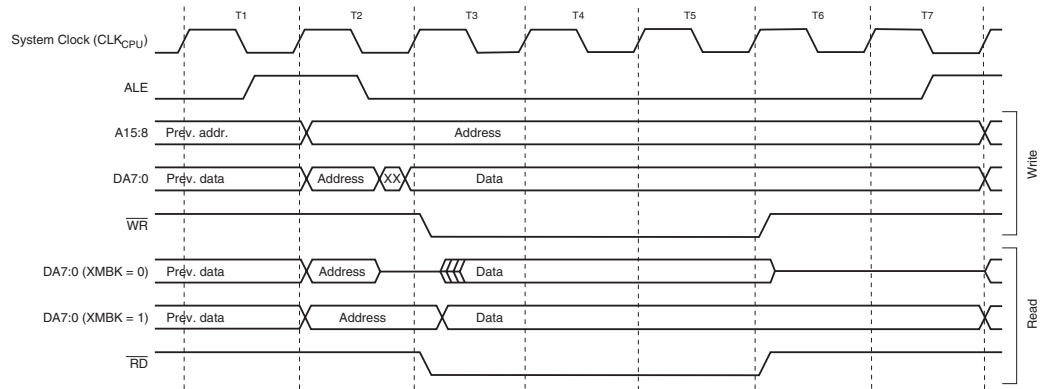 T1 T2 T3 T4 T5 T6 T7
System Clock (CLKCPU)
ALE
A15:8 Prev. addr. Address
DA7:0 Prev. data Address XX Data
WR
Write
DA7:0 (XMBK = 0) Prev. data Address Data
DA7:0 (XMBK = 1) Prev. data Address Data
RD
Read